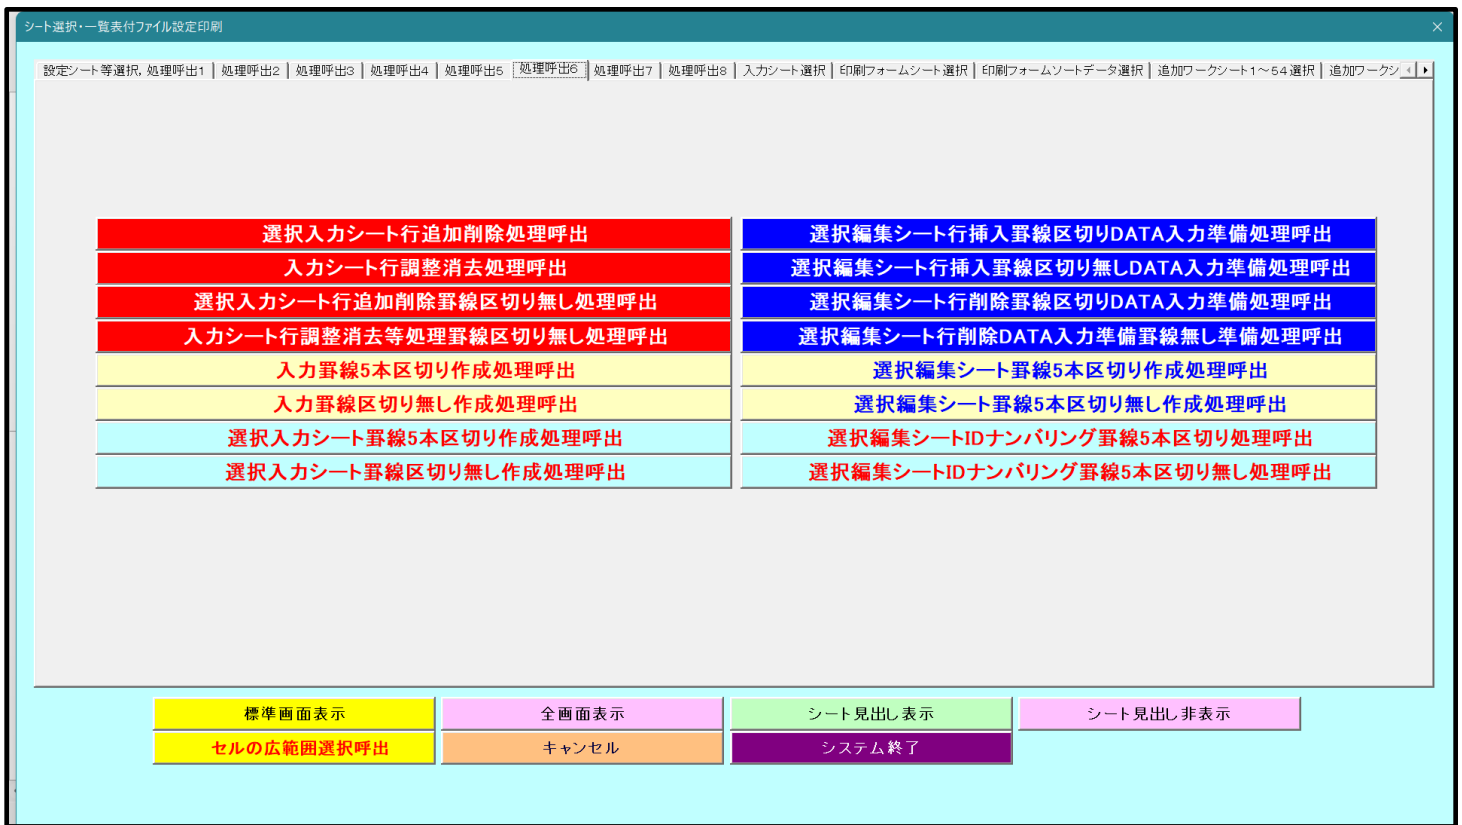 シート選択・一覧表付ファイル設定印刷
設定シート等選択, 処理呼出1 処理呼出2 処理呼出3 処理呼出4 処理呼出5 処理呼出6 処理呼出7 処理呼出8 入力シート選択 印刷フォームシート選択 印刷フォームソートデータ選択 追加ワークシート1～54選択 追加ワークシ
選択入力シート行追加削除処理呼出
選択編集シート行挿入罫線区切りDATA入力準備処理呼出
入力シート行調整消去処理呼出
選択編集シート行挿入罫線区切り無しDATA入力準備処理呼出
選択入力シート行追加削除罫線区切り無し処理呼出
選択編集シート行削除罫線区切りDATA入力準備処理呼出
入力シート行調整消去等処理罫線区切り無し処理呼出
選択編集シート行削除DATA入力準備罫線無し準備処理呼出
入力罫線5本区切り作成処理呼出
選択編集シート罫線5本区切り作成処理呼出
入力罫線区切り無し作成処理呼出
選択編集シート罫線5本区切り無し作成処理呼出
選択入力シート罫線5本区切り作成処理呼出
選択編集シートIDナンバリング罫線5本区切り処理呼出
選択入力シート罫線区切り無し作成処理呼出
選択編集シートIDナンバリング罫線5本区切り無し処理呼出
標準画面表示 全画面表示 シート見出し表示 シート見出し非表示
セルの広範囲選択呼出 キャンセル システム終了